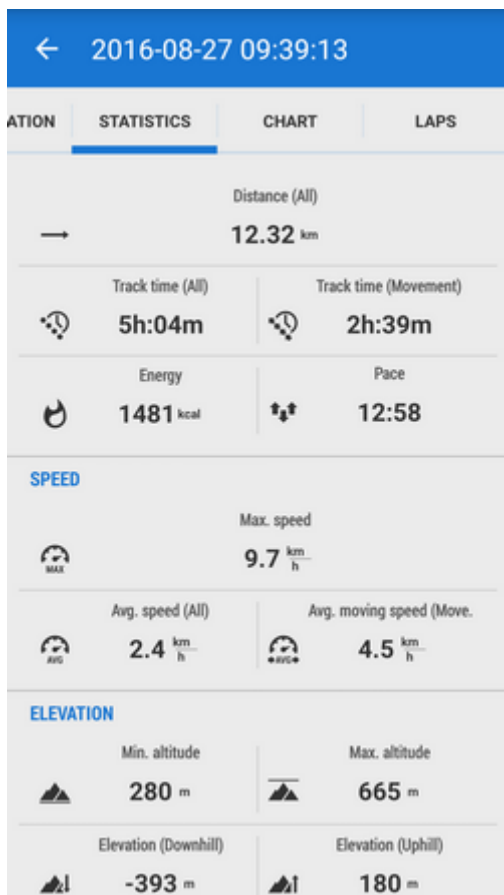 2016-08-27 09:39:13
ATION STATISTICS CHART LAPS
Distance (All)
12.32 km
Track time (All) Track time (Movement)
5h:04m 2h:39m
Energy Pace
1481 kcal 12:58
SPEED
Max. speed
MAX 9.7 km/h
Avg. speed (All) Avg. moving speed (Move.
AVG 2.4 km/h AVG 4.5 km/h
ELEVATION
Min. altitude Max. altitude
280 m 665 m
Elevation (Downhill) Elevation (Uphill)
-393 m 180 m